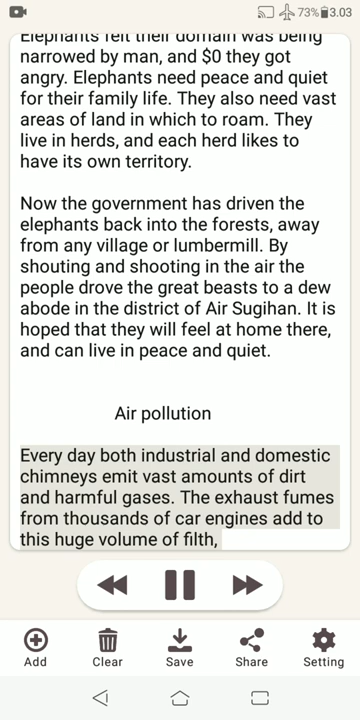 73% 3.03
Elephants felt their domain was being
narrowed by man, and $0 they got
angry. Elephants need peace and quiet
for their family life. They also need vast
areas of land in which to roam. They
live in herds, and each herd likes to
have its own territory.
Now the government has driven the
elephants back into the forests, away
from any village or lumbermill. By
shouting and shooting in the air the
people drove the great beasts to a dew
abode in the district of Air Sugihan. It is
hoped that they will feel at home there,
and can live in peace and quiet.
Air pollution
Every day both industrial and domestic
chimneys emit vast amounts of dirt
and harmful gases. The exhaust fumes
from thousands of car engines add to
this huge volume of filth,
Add Clear Save Share Setting